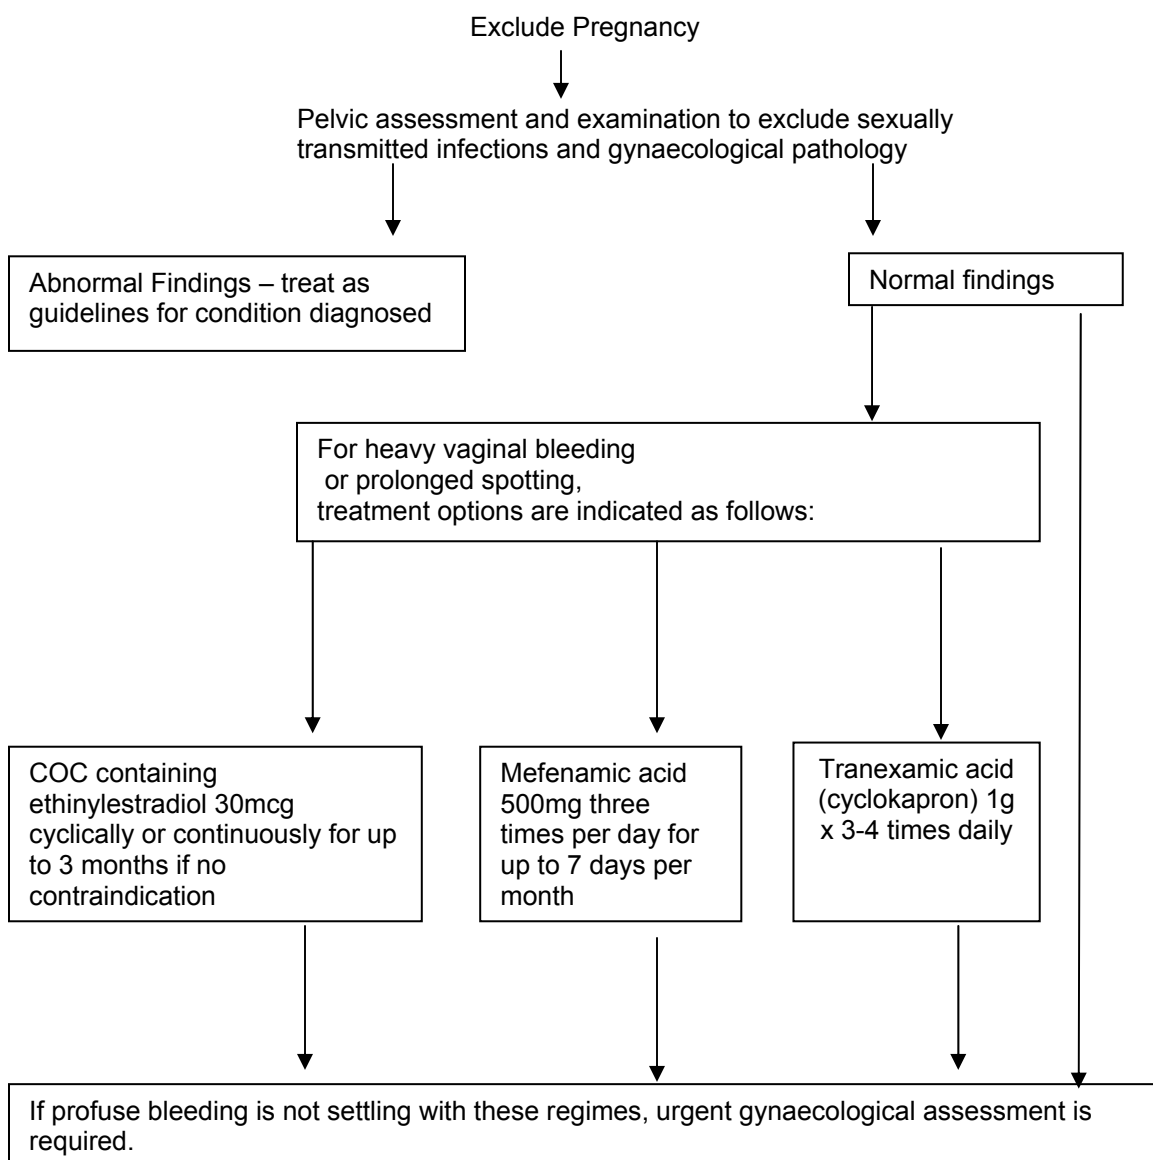 Exclude Pregnancy
Pelvic assessment and examination to exclude sexually
transmitted infections and gynaecological pathology
Abnormal Findings – treat as
guidelines for condition diagnosed
Normal findings
For heavy vaginal bleeding
or prolonged spotting,
treatment options are indicated as follows:
COC containing
ethinylestradiol 30mcg
cyclically or continuously for up
to 3 months if no
contraindication
Mefenamic acid
500mg three
times per day for
up to 7 days per
month
Tranexamic acid
(cyclokapron) 1g
x 3-4 times daily
If profuse bleeding is not settling with these regimes, urgent gynaecological assessment is
required.